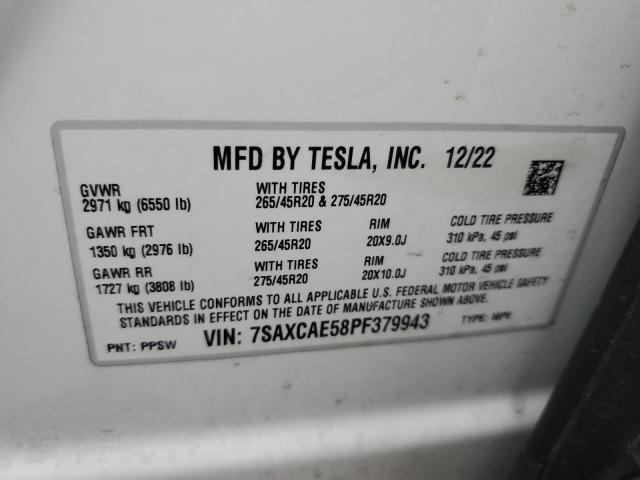 MFD BY TESLA, INC. 12/22
GVWR
2971 kg (6550 lb)
WITH TIRES
265/45R20 & 275/45R20
GAWR FRT
1350 kg (2976 lb)
WITH TIRES
265/45R20
RIM
20X9.0J
COLD TIRE PRESSURE
310 kPa, 45 psi
GAWR RR
1727 kg (3808 lb)
WITH TIRES
275/45R20
RIM
20X10.0J
COLD TIRE PRESSURE
310 kPa, 45 psi
THIS VEHICLE CONFORMS TO ALL APPLICABLE U.S. FEDERAL MOTOR VEHICLE SAFETY
STANDARDS IN EFFECT ON THE DATE OF MANUFACTURE SHOWN ABOVE.
PNT: PPSW VIN: 7SAXCAE58PF379943 TYPE: MPV